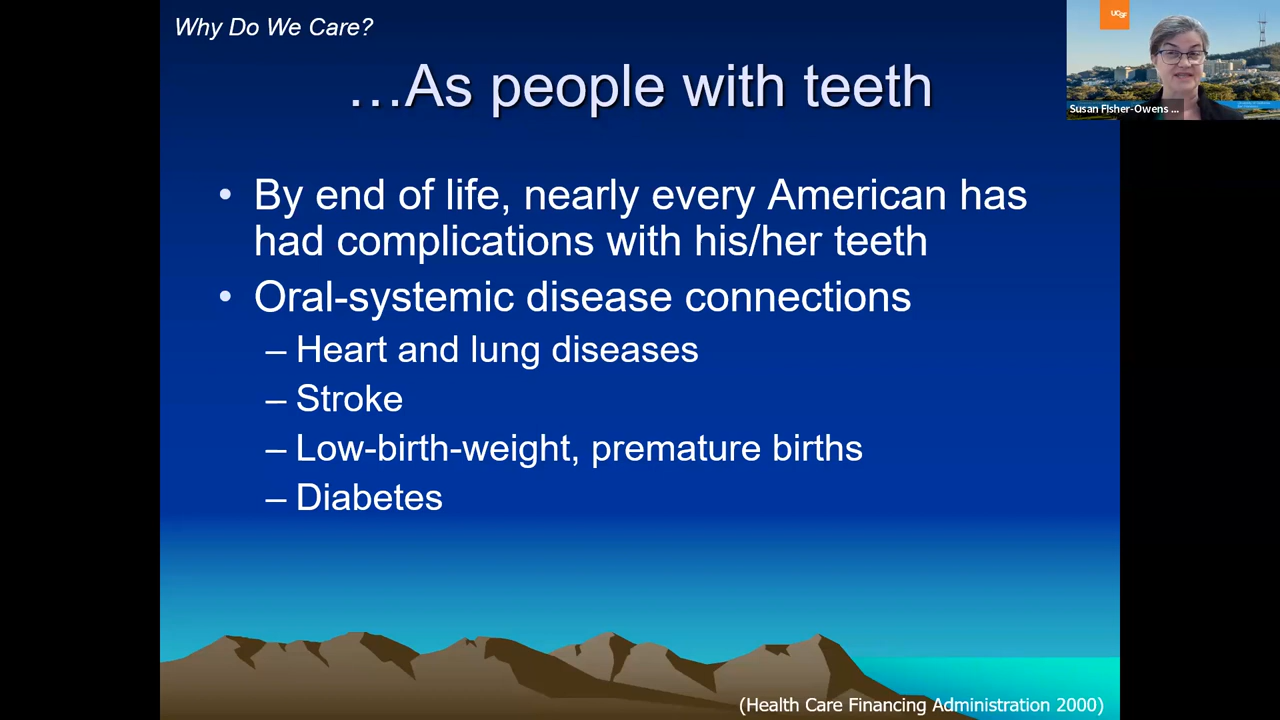 Why Do We Care?
…As people with teeth
• By end of life, nearly every American has
had complications with his/her teeth
• Oral-systemic disease connections
– Heart and lung diseases
– Stroke
– Low-birth-weight, premature births
– Diabetes
(Health Care Financing Administration 2000)
UCSF
Susan FIsher-Owens ...